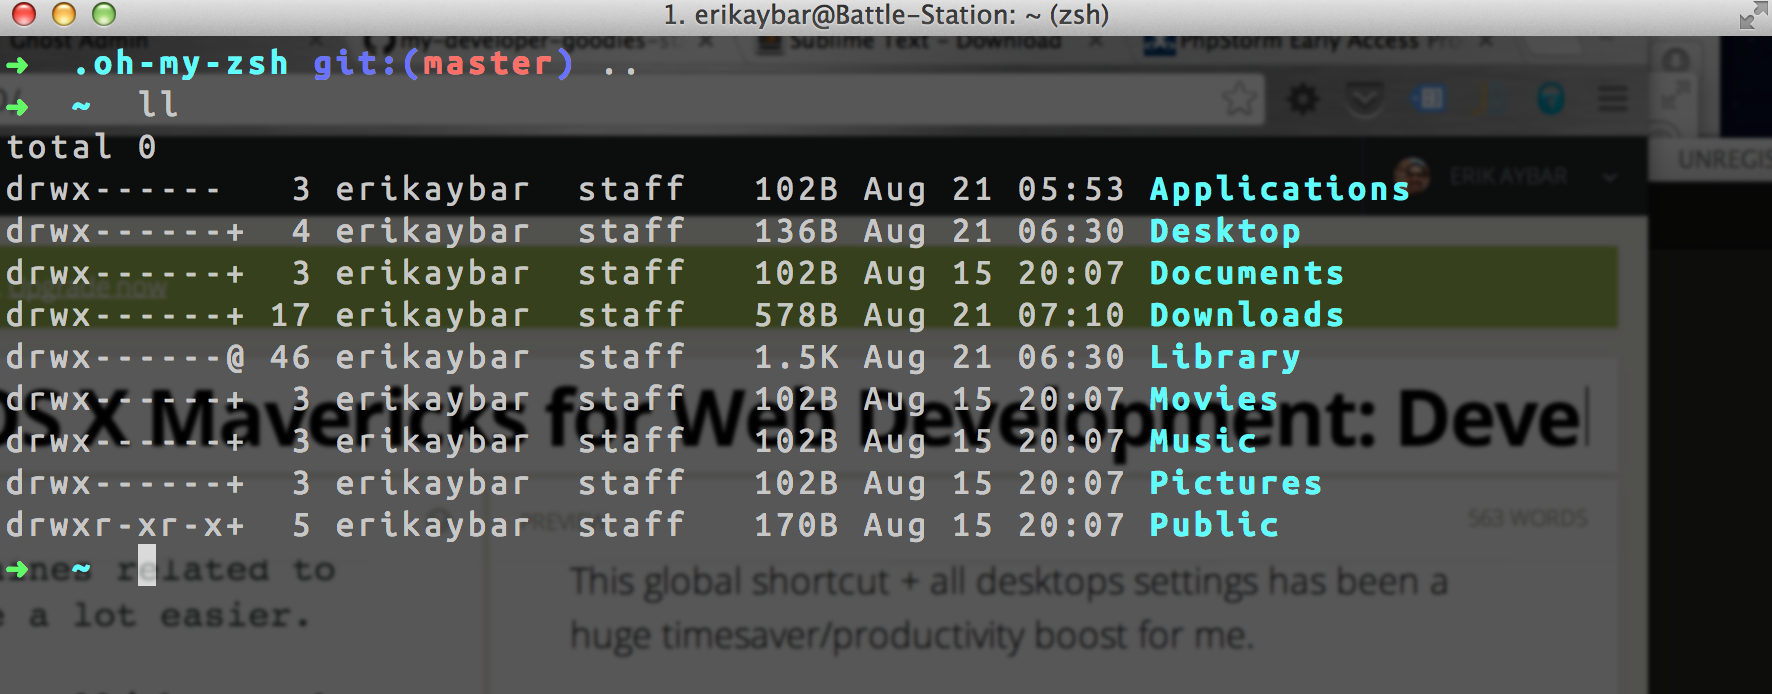 1. erikaybar@Battle-Station: ~ (zsh)
Ghost Admin my-developer-goodies-s Sublime Text - Download PhpStorm Early Access Pro
➜ .oh-my-zsh git:(master) ..
➜ ~ ll
total 0
UNREGIS
ERIK AYBAR
drwx------   3 erikaybar  staff   102B Aug 21 05:53 Applications
drwx------+  4 erikaybar  staff   136B Aug 21 06:30 Desktop
drwx------+  3 erikaybar  staff   102B Aug 15 20:07 Documents
upgrade now
drwx------+ 17 erikaybar  staff   578B Aug 21 07:10 Downloads
drwx------@ 46 erikaybar  staff   1.5K Aug 21 06:30 Library
drwx------+  3 erikaybar  staff   102B Aug 15 20:07 Movies
OS X Mavericks for Web Development: Deve
drwx------+  3 erikaybar  staff   102B Aug 15 20:07 Music
drwx------+  3 erikaybar  staff   102B Aug 15 20:07 Pictures
drwxr-xr-x+  5 erikaybar  staff   170B Aug 15 20:07 Public
PREVIEW 563 WORDS
➜ ~
related to
a lot easier.
This global shortcut + all desktops settings has been a
huge timesaver/productivity boost for me.